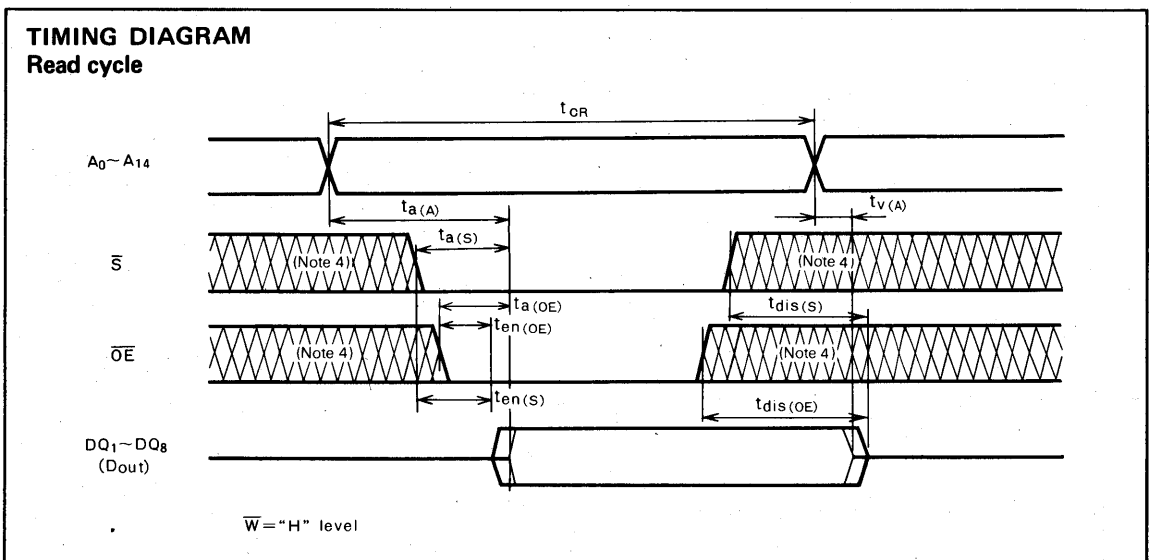 TIMING DIAGRAM
Read cycle
tCR
A0~A14
ta(A)
tv(A)
ta(S)
S̅
(Note 4)
(Note 4)
ta(OE)
tdis(S)
ten(OE)
O̅E̅
(Note 4)
(Note 4)
ten(S)
tdis(OE)
DQ1~DQ8
(Dout)
W̅="H" level